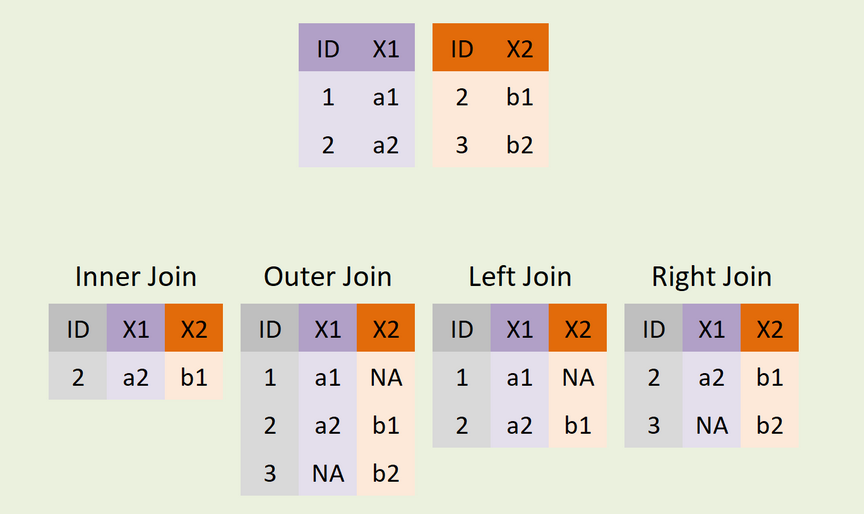 ID X1 ID X2
1 a1 2 b1
2 a2 3 b2
Inner Join Outer Join Left Join Right Join
ID X1 X2 ID X1 X2 ID X1 X2 ID X1 X2
2 a2 b1 1 a1 NA 1 a1 NA 2 a2 b1
2 a2 b1 2 a2 b1 3 NA b2
3 NA b2